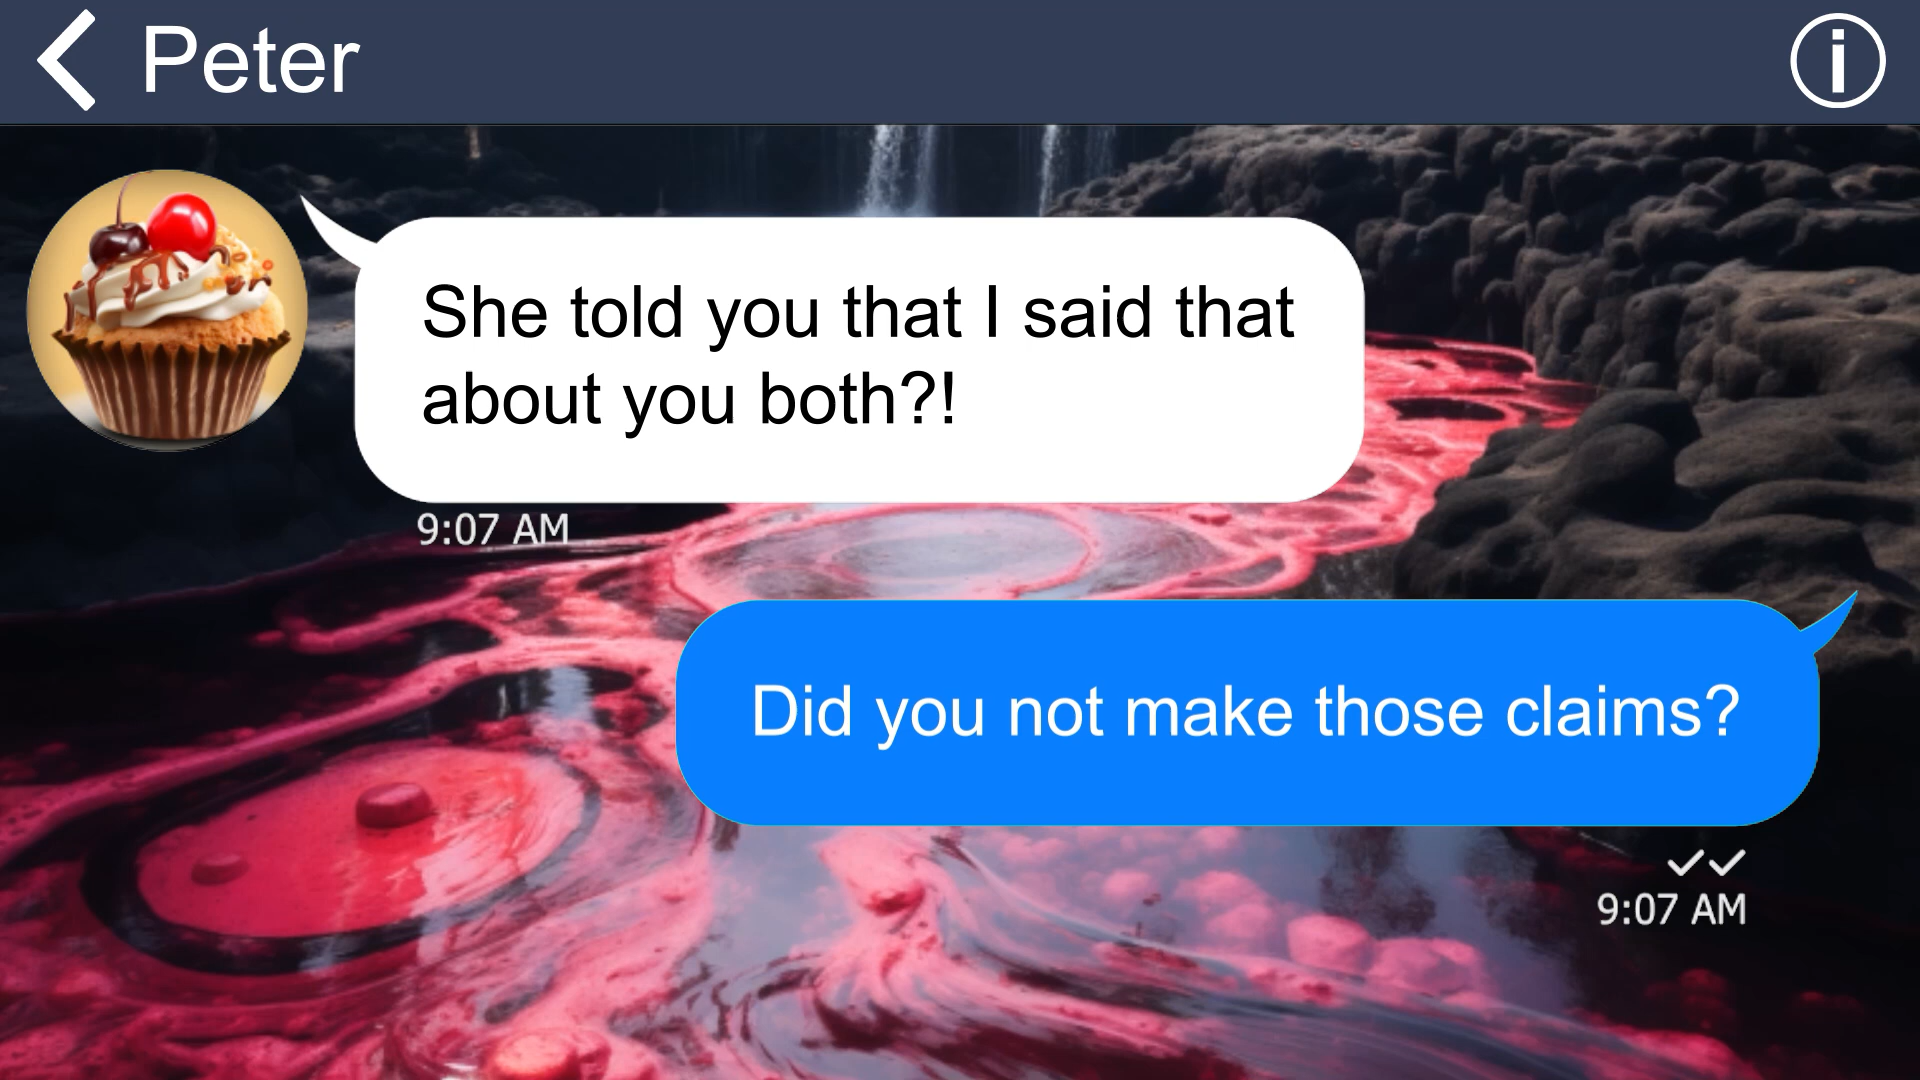 Peter
She told you that I said that
about you both?!
9:07 AM
Did you not make those claims?
9:07 AM